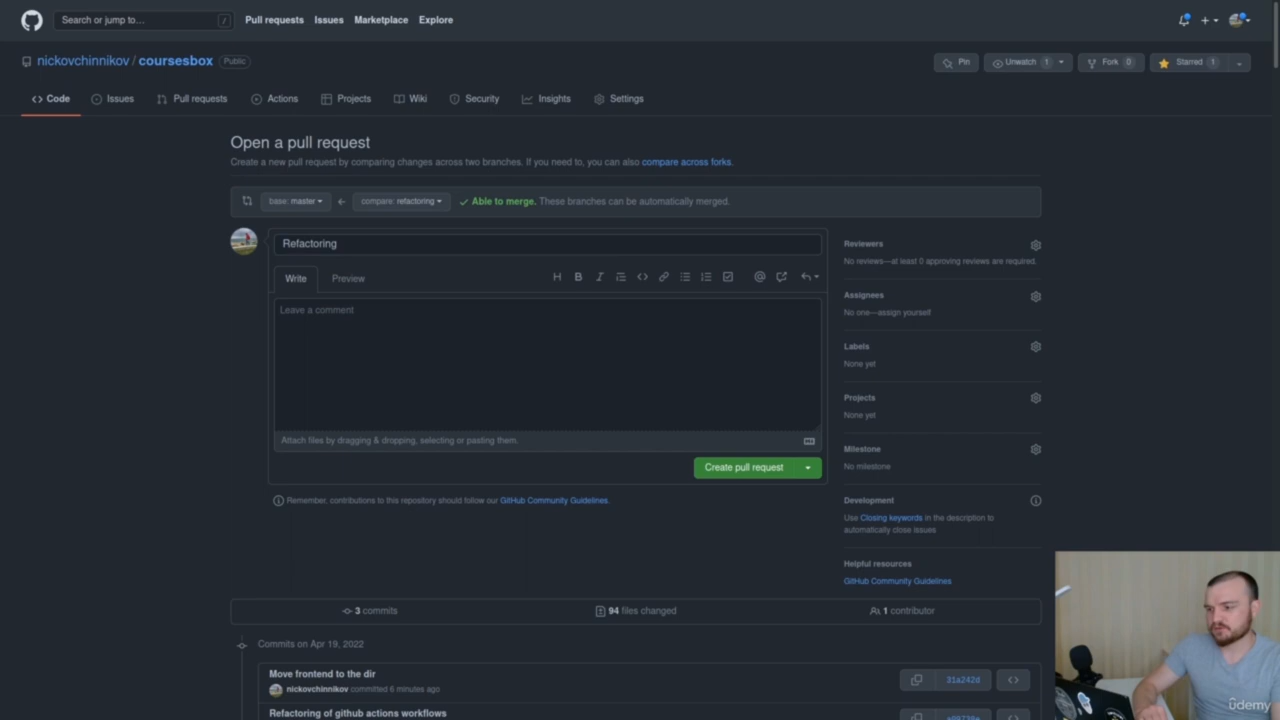 Search or jump to... /
Pull requests Issues Marketplace Explore
nickovchinnikov / coursesbox Public
Pin Unwatch 1 Fork 0 Starred 1
Code Issues Pull requests Actions Projects Wiki Security Insights Settings
Open a pull request
Create a new pull request by comparing changes across two branches. If you need to, you can also compare across forks.
base: master compare: refactoring Able to merge. These branches can be automatically merged.
Refactoring
Write Preview
Leave a comment
Attach files by dragging & dropping, selecting or pasting them.
Create pull request
Remember, contributions to this repository should follow our GitHub Community Guidelines.
Reviewers
No reviews—at least 0 approving reviews are required.
Assignees
No one—assign yourself
Labels
None yet
Projects
None yet
Milestone
No milestone
Development
Use Closing keywords in the description to
automatically close issues
Helpful resources
GitHub Community Guidelines
3 commits 94 files changed 1 contributor
Commits on Apr 19, 2022
Move frontend to the dir
nickovchinnikov committed 6 minutes ago
31a242d
Refactoring of github actions workflows
udemy